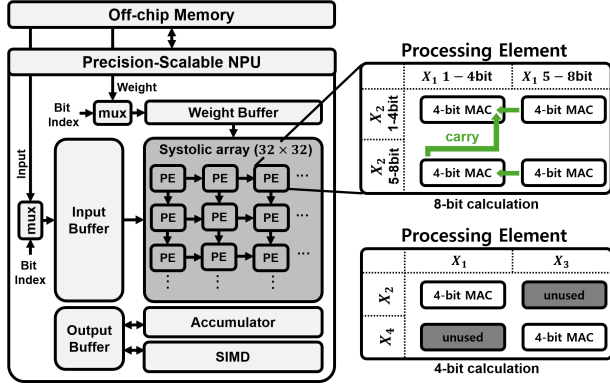 Off-chip Memory
Precision-Scalable NPU
Weight
Bit
Index
mux
Weight Buffer
Input
Systolic array (32 × 32)
PE PE PE ...
PE PE PE ...
PE PE PE ...
⋮ ⋮ ⋮
mux
Input
Buffer
Bit
Index
Output
Buffer
Accumulator
SIMD
Processing Element
X₁ 1 – 4bit X₁ 5 – 8bit
X₂
1-4bit
4-bit MAC 4-bit MAC
carry
X₂
5-8bit
4-bit MAC 4-bit MAC
8-bit calculation
Processing Element
X₁ X₃
X₂ 4-bit MAC unused
X₄ unused 4-bit MAC
4-bit calculation